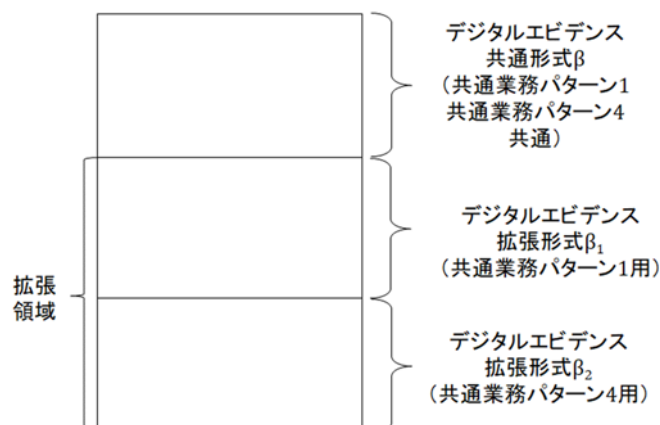 デジタルエビデンス
共通形式β
（共通業務パターン1
共通業務パターン4
共通）
デジタルエビデンス
拡張形式β₁
（共通業務パターン1用）
拡張
領域
デジタルエビデンス
拡張形式β₂
（共通業務パターン4用）